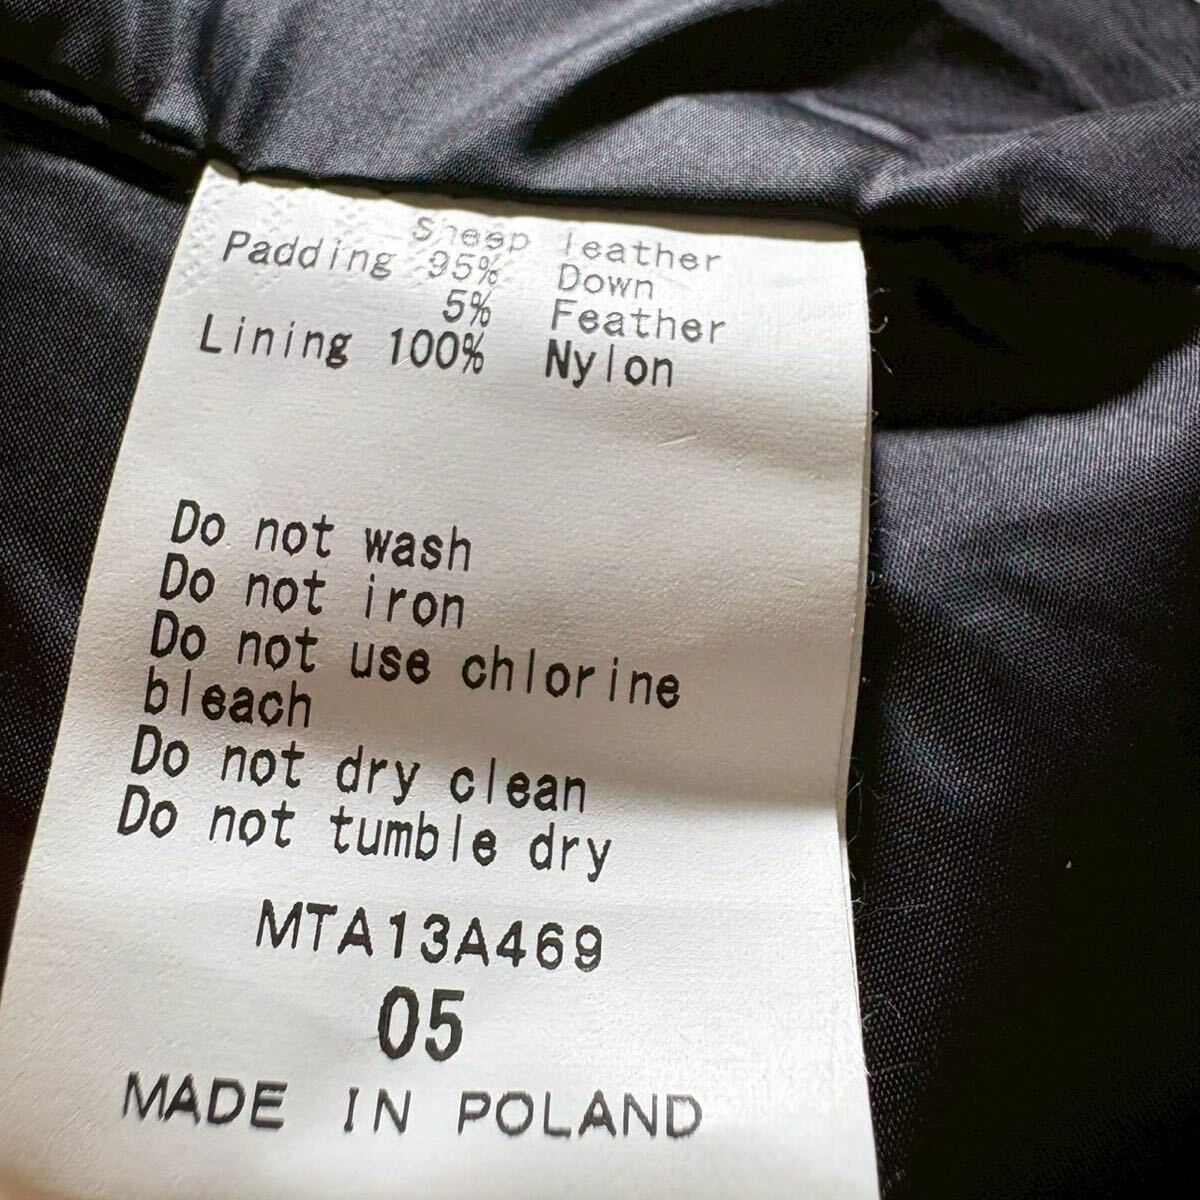 Sheep leather
Padding 95% Down
5% Feather
Lining 100% Nylon
Do not wash
Do not iron
Do not use chlorine
bleach
Do not dry clean
Do not tumble dry
MTA13A469
05
MADE IN POLAND